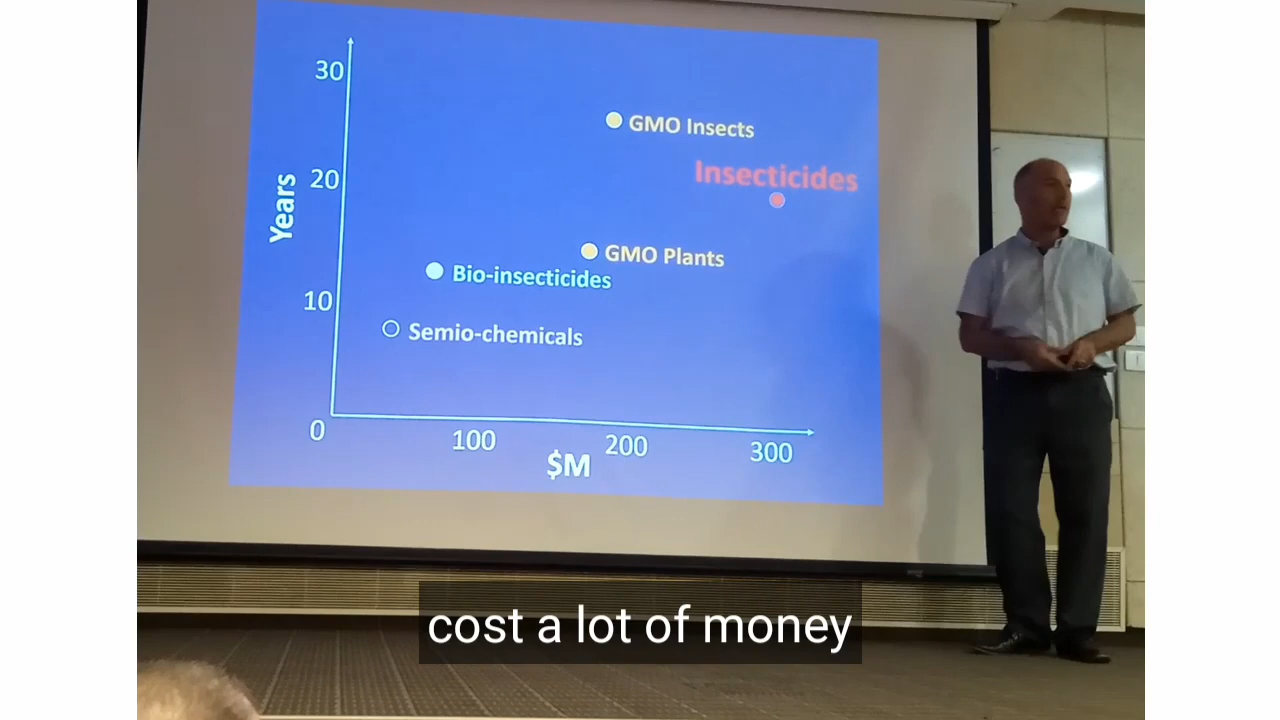 30
GMO Insects
Insecticides
20
Years
GMO Plants
Bio-insecticides
10
Semio-chemicals
0
100
200
300
$M
cost a lot of money